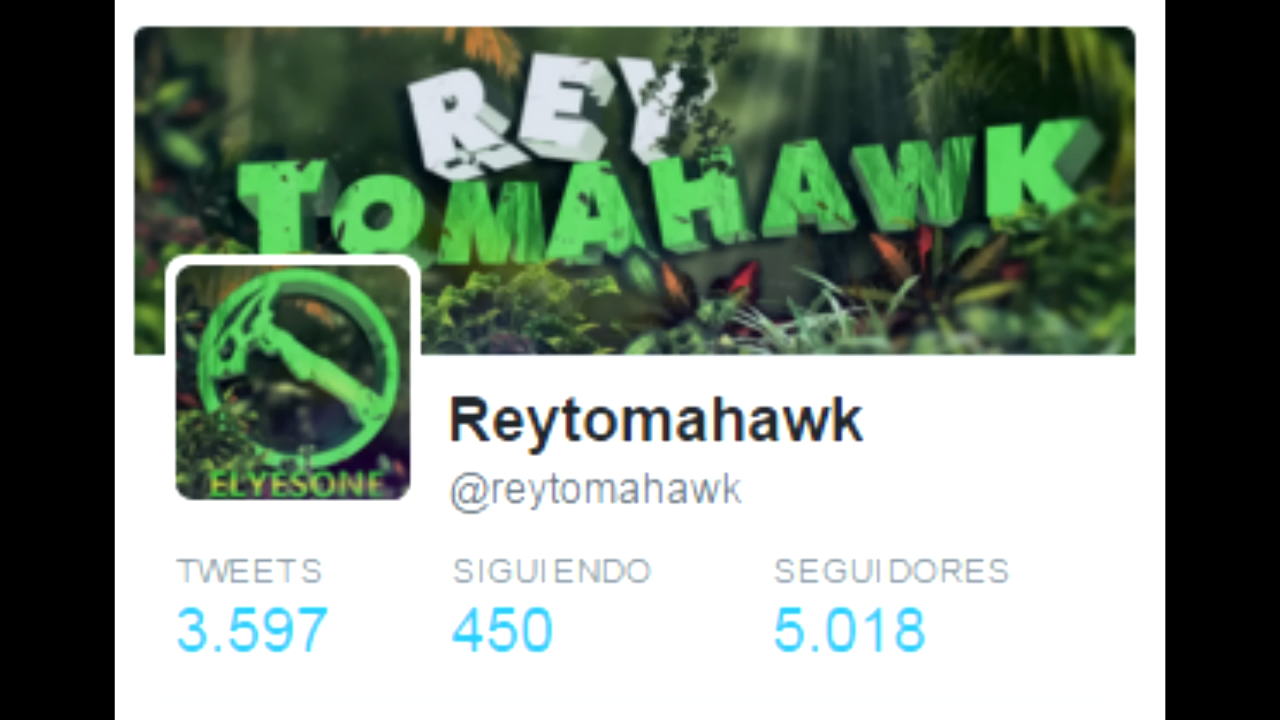 REY
TOMAHAWK
ELYESONE
Reytomahawk
@reytomahawk
TWEETS SIGUIENDO SEGUIDORES
3.597 450 5.018